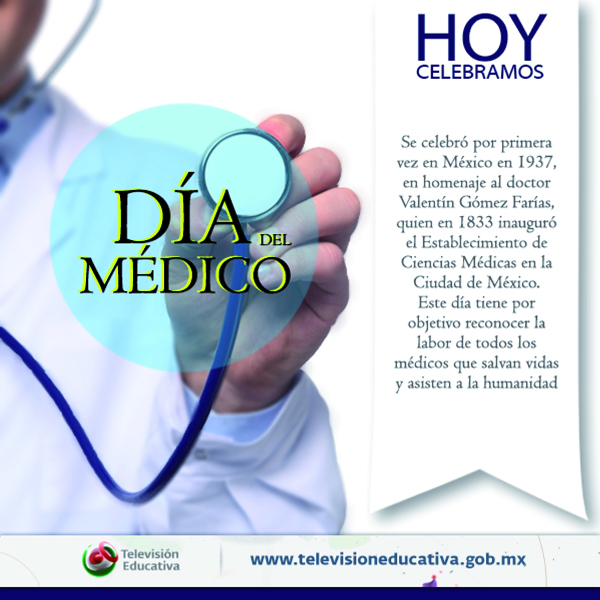 HOY
CELEBRAMOS
Se celebró por primera
vez en México en 1937,
en homenaje al doctor
Valentín Gómez Farías,
quien en 1833 inauguró
el Establecimiento de
Ciencias Médicas en la
Ciudad de México.
Este día tiene por
objetivo reconocer la
labor de todos los
médicos que salvan vidas
y asisten a la humanidad
DÍA DEL
MÉDICO
Televisión
Educativa
www.televisioneducativa.gob.mx